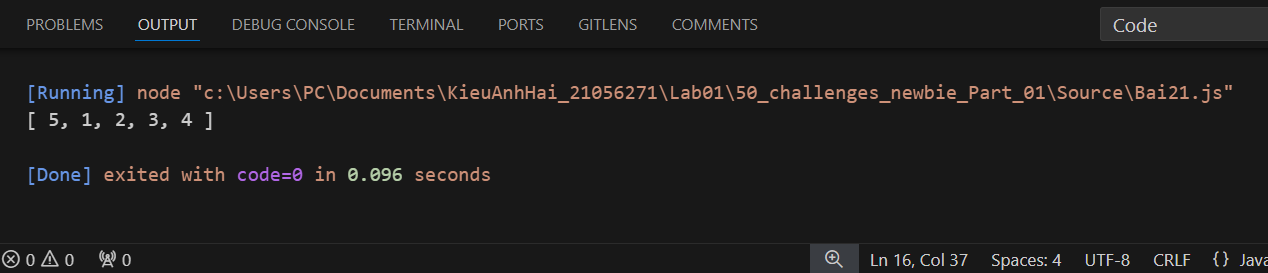 PROBLEMS OUTPUT DEBUG CONSOLE TERMINAL PORTS GITLENS COMMENTS Code
[Running] node "c:\Users\PC\Documents\KieuAnhHai_21056271\Lab01\50_challenges_newbie_Part_01\Source\Bai21.js"
[ 5, 1, 2, 3, 4 ]
[Done] exited with code=0 in 0.096 seconds
0 0 0 Ln 16, Col 37 Spaces: 4 UTF-8 CRLF {} Java